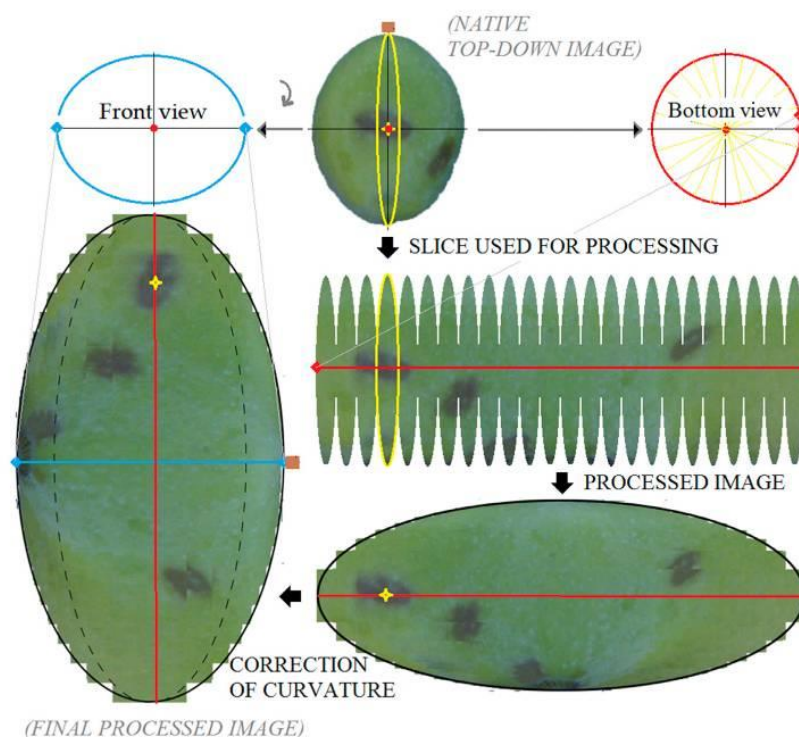 (NATIVE
TOP-DOWN IMAGE)
Front view
Bottom view
SLICE USED FOR PROCESSING
PROCESSED IMAGE
CORRECTION
OF CURVATURE
(FINAL PROCESSED IMAGE)